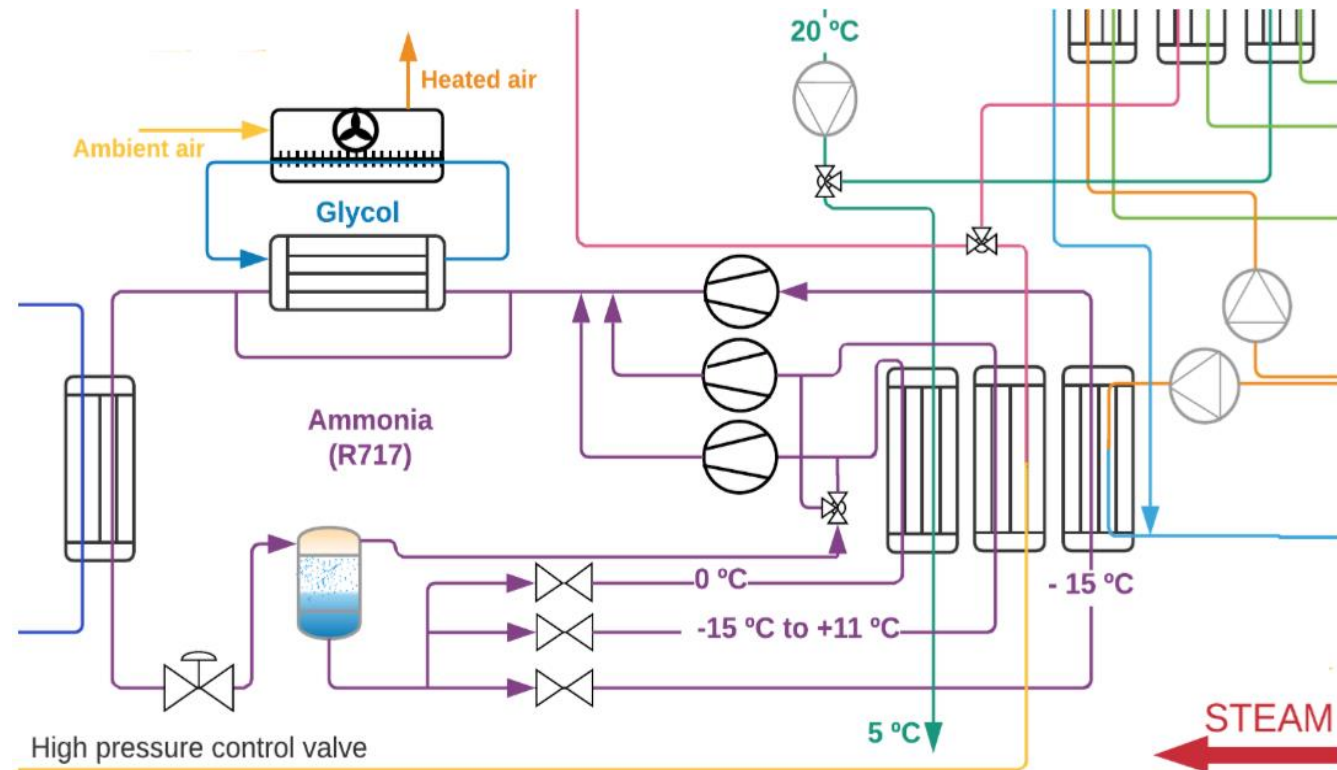 20 ºC
Heated air
Ambient air
Glycol
Ammonia
(R717)
0 ºC
- 15 ºC
-15 ºC to +11 ºC
5 ºC
STEAM
High pressure control valve